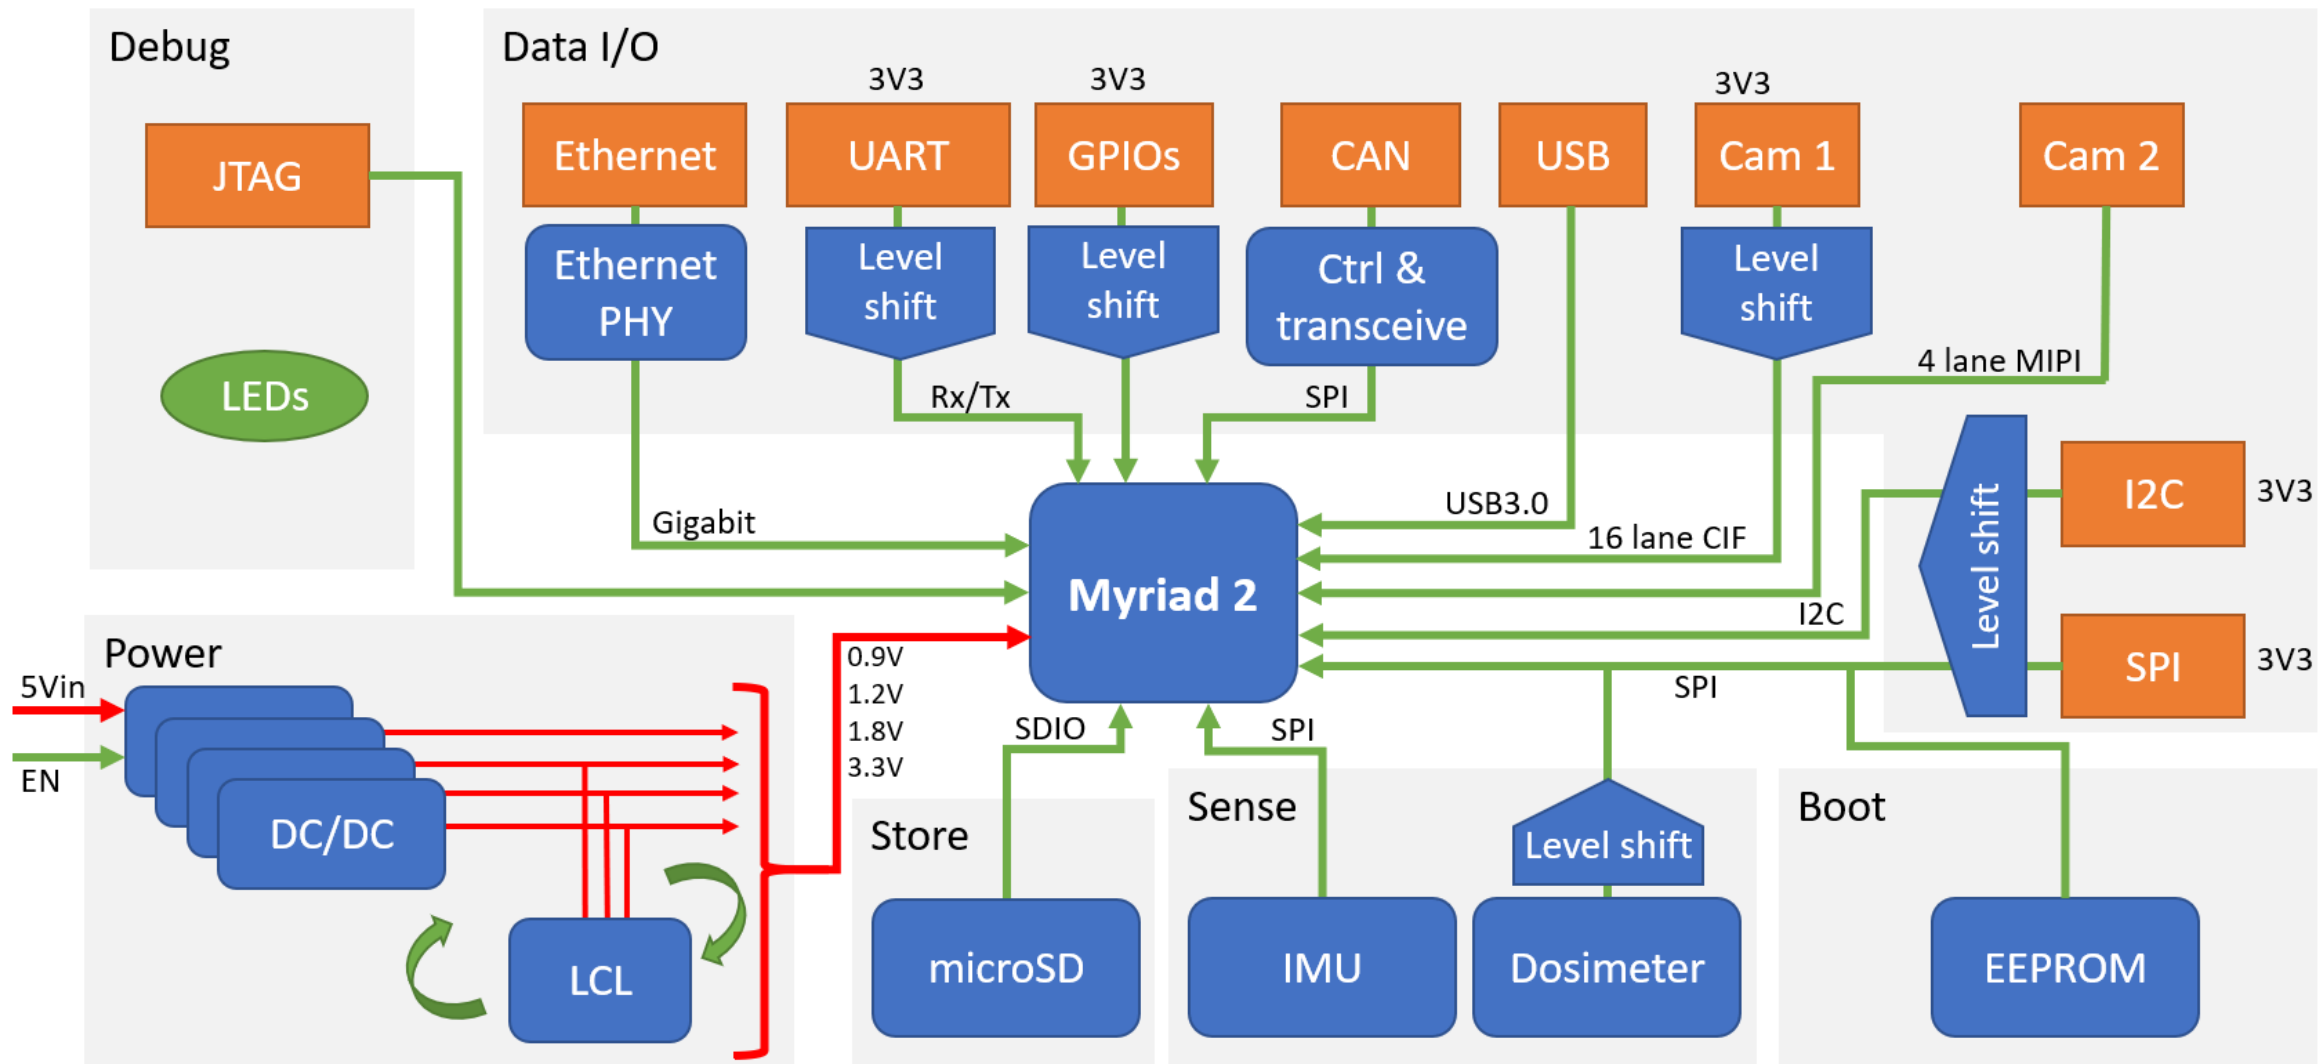 Debug
JTAG
LEDs
Data I/O
3V3
3V3
3V3
Ethernet
UART
GPIOs
CAN
USB
Cam 1
Cam 2
Ethernet
PHY
Level
shift
Level
shift
Ctrl &
transceive
Level
shift
Rx/Tx
SPI
4 lane MIPI
Gigabit
USB3.0
16 lane CIF
I2C
SPI
Level shift
I2C
3V3
SPI
3V3
Myriad 2
Power
5Vin
EN
DC/DC
LCL
0.9V
1.2V
1.8V
3.3V
SDIO
SPI
Store
microSD
Sense
IMU
Level shift
Dosimeter
Boot
EEPROM